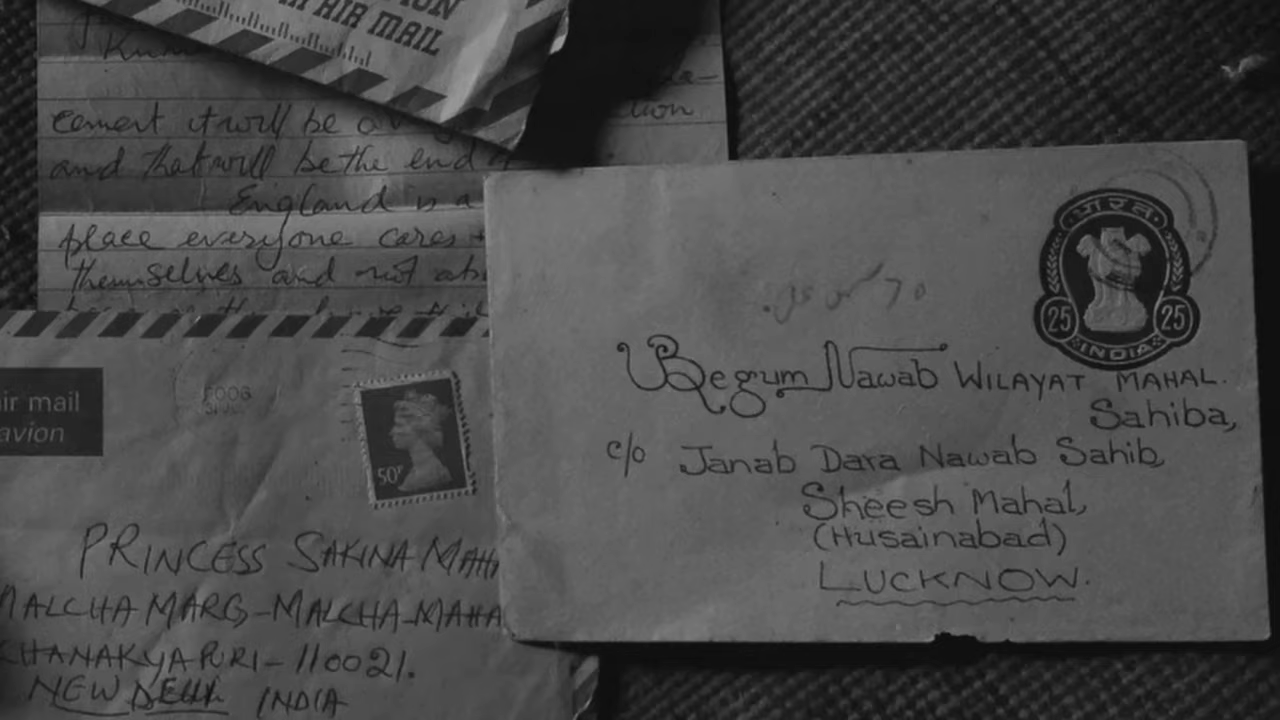 AIR MAIL
cement it will be a
and that will be the end
England is a
place everyone cares
themselves and not
air mail
avion
50P
PRINCESS SAKINA MAHA
MALCHA MARG-MALCHA-MAHA
CHANAKYAPURI-110021.
NEW DELHI INDIA
भारत
25 25
INDIA
Begum Nawab WILAYAT MAHAL.
Sahiba,
c/o Janab Dara Nawab Sahib,
Sheesh Mahal,
(Husainabad)
LUCKNOW.